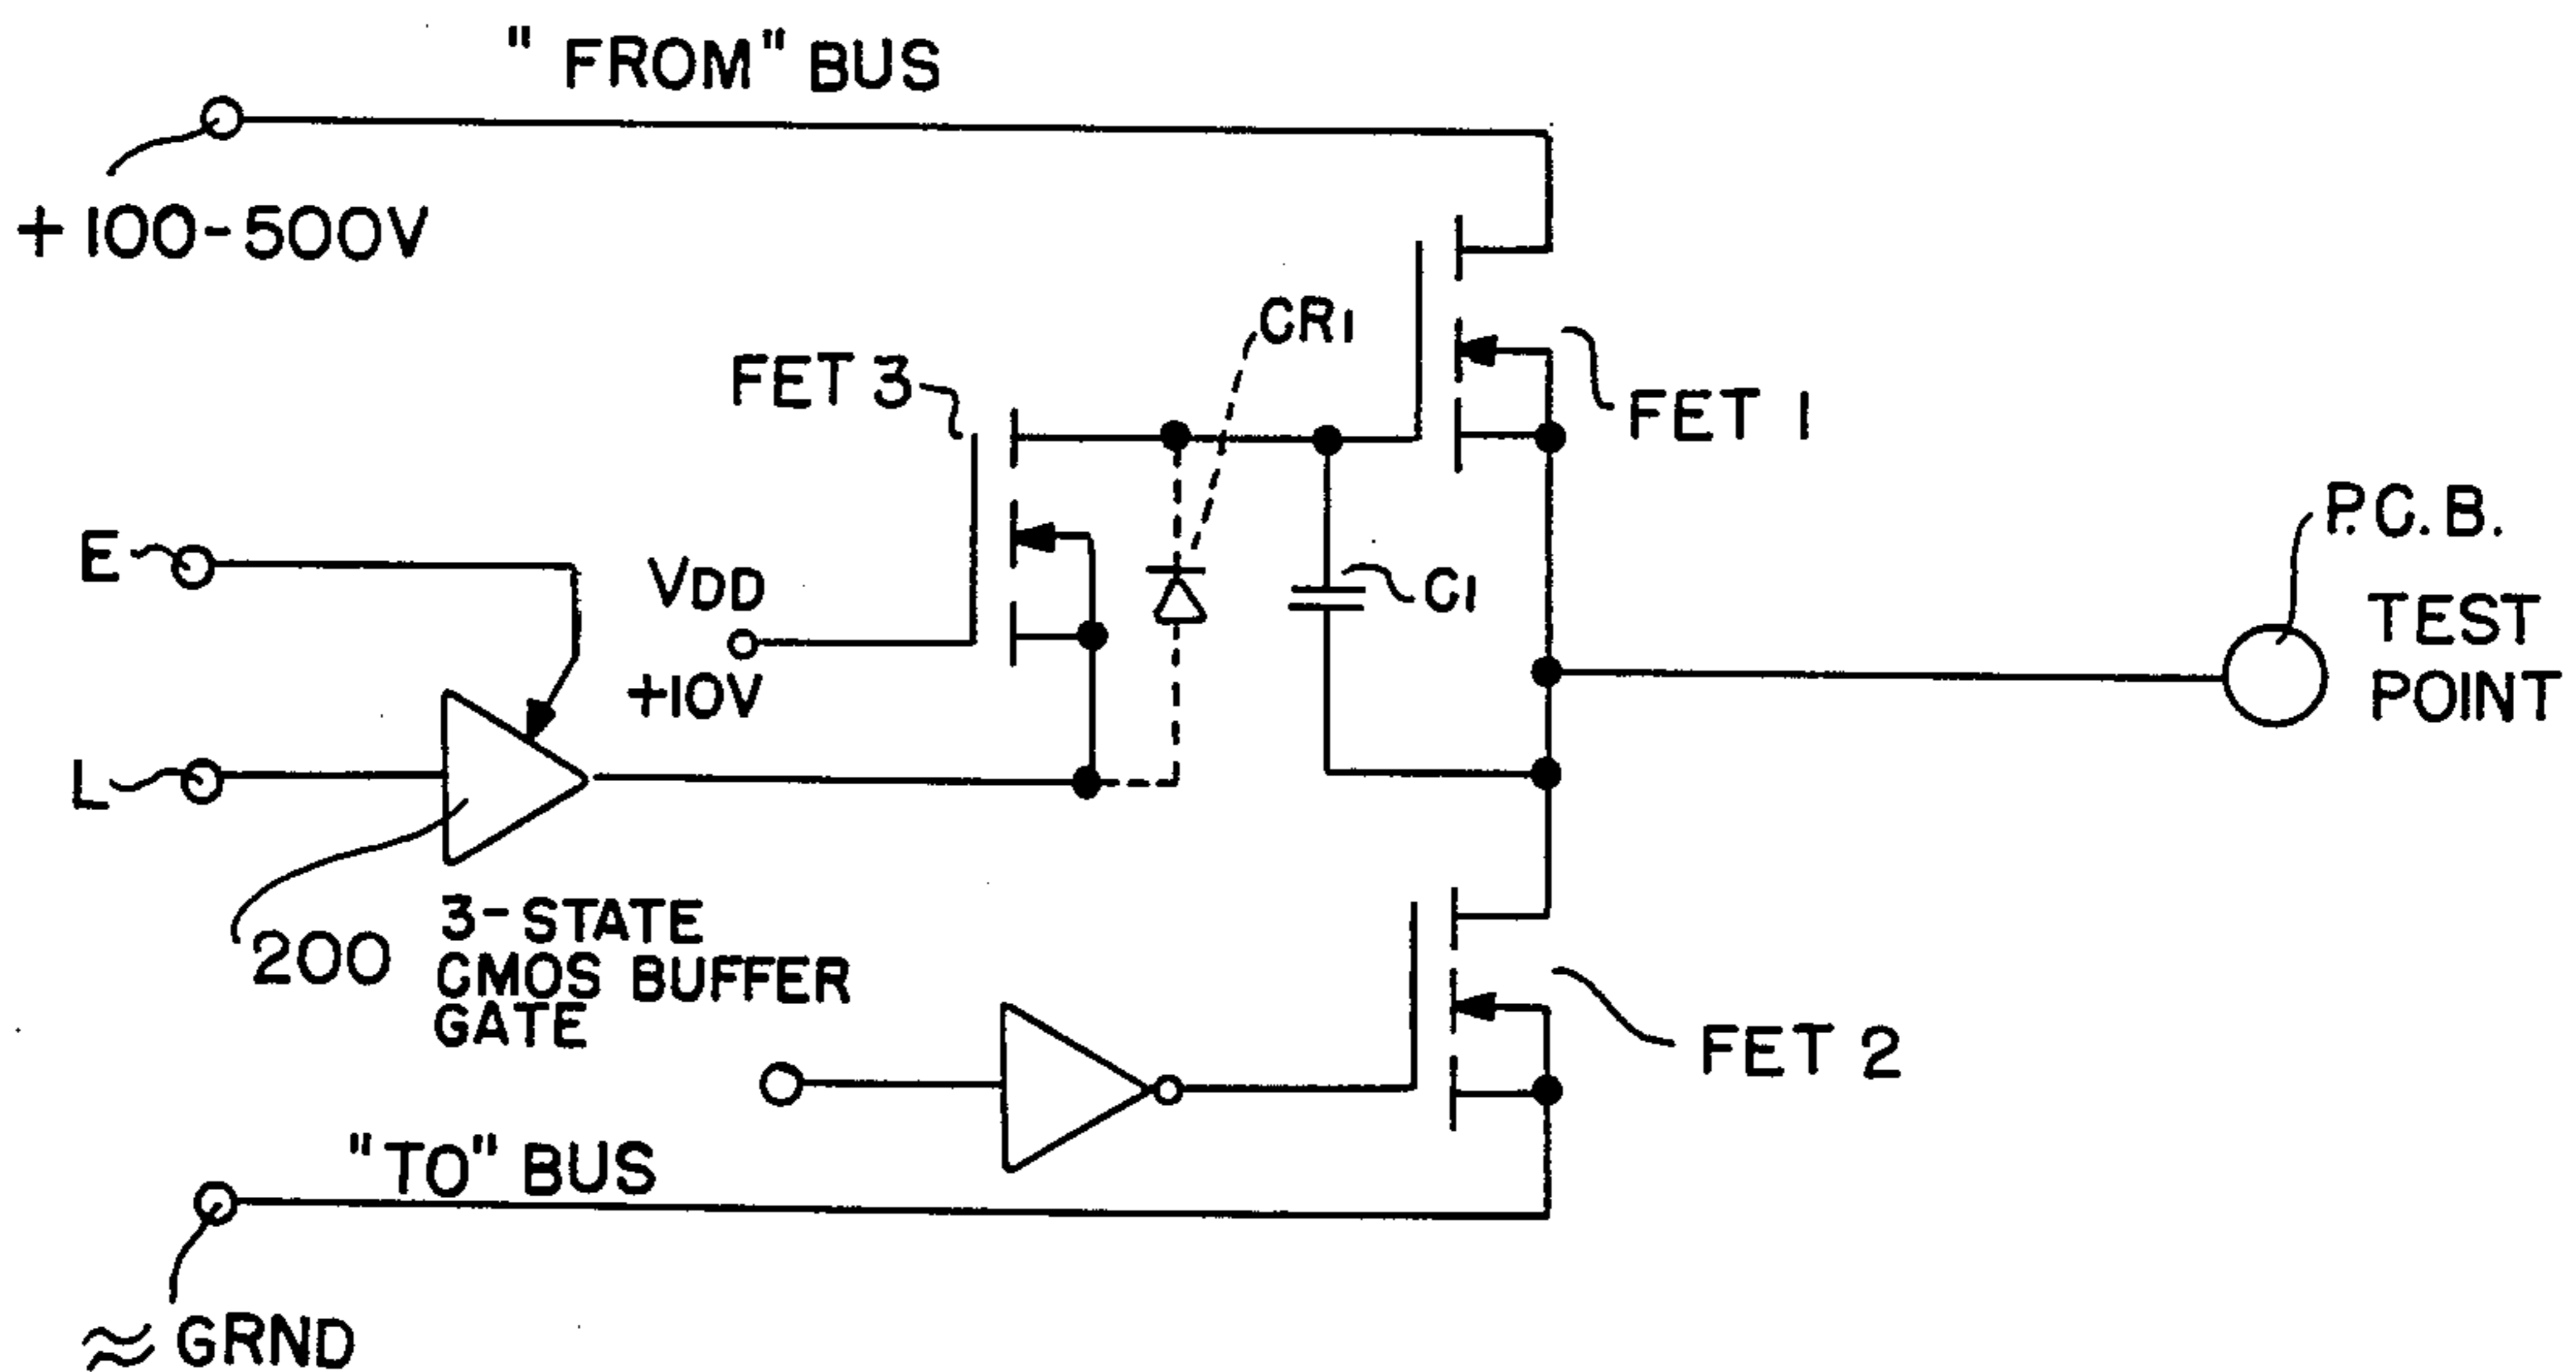 "FROM" BUS
+100-500V
CR1
FET 3
FET 1
P.C.B.
TEST
POINT
E
VDD
+10V
C1
L
200
3-STATE
CMOS BUFFER
GATE
FET 2
"TO" BUS
≈ GRND